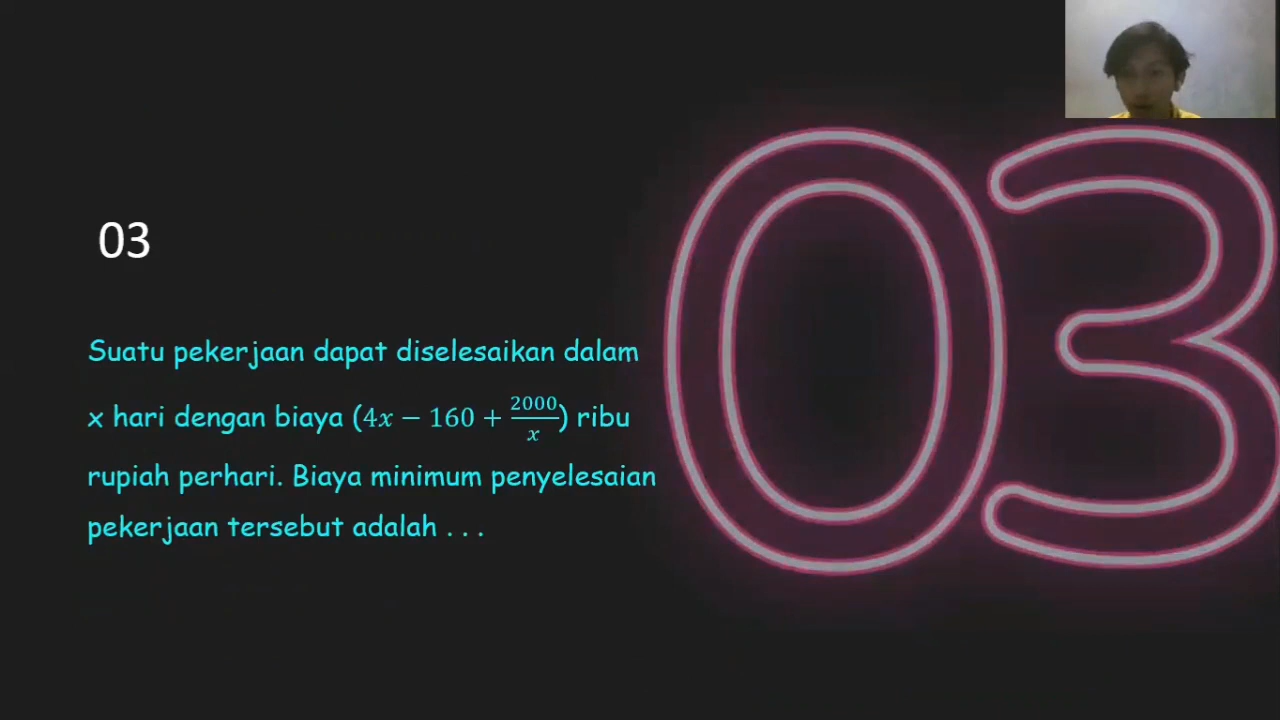 03
03
Suatu pekerjaan dapat diselesaikan dalam
x hari dengan biaya (4x − 160 + 2000/x) ribu
rupiah perhari. Biaya minimum penyelesaian
pekerjaan tersebut adalah . . .